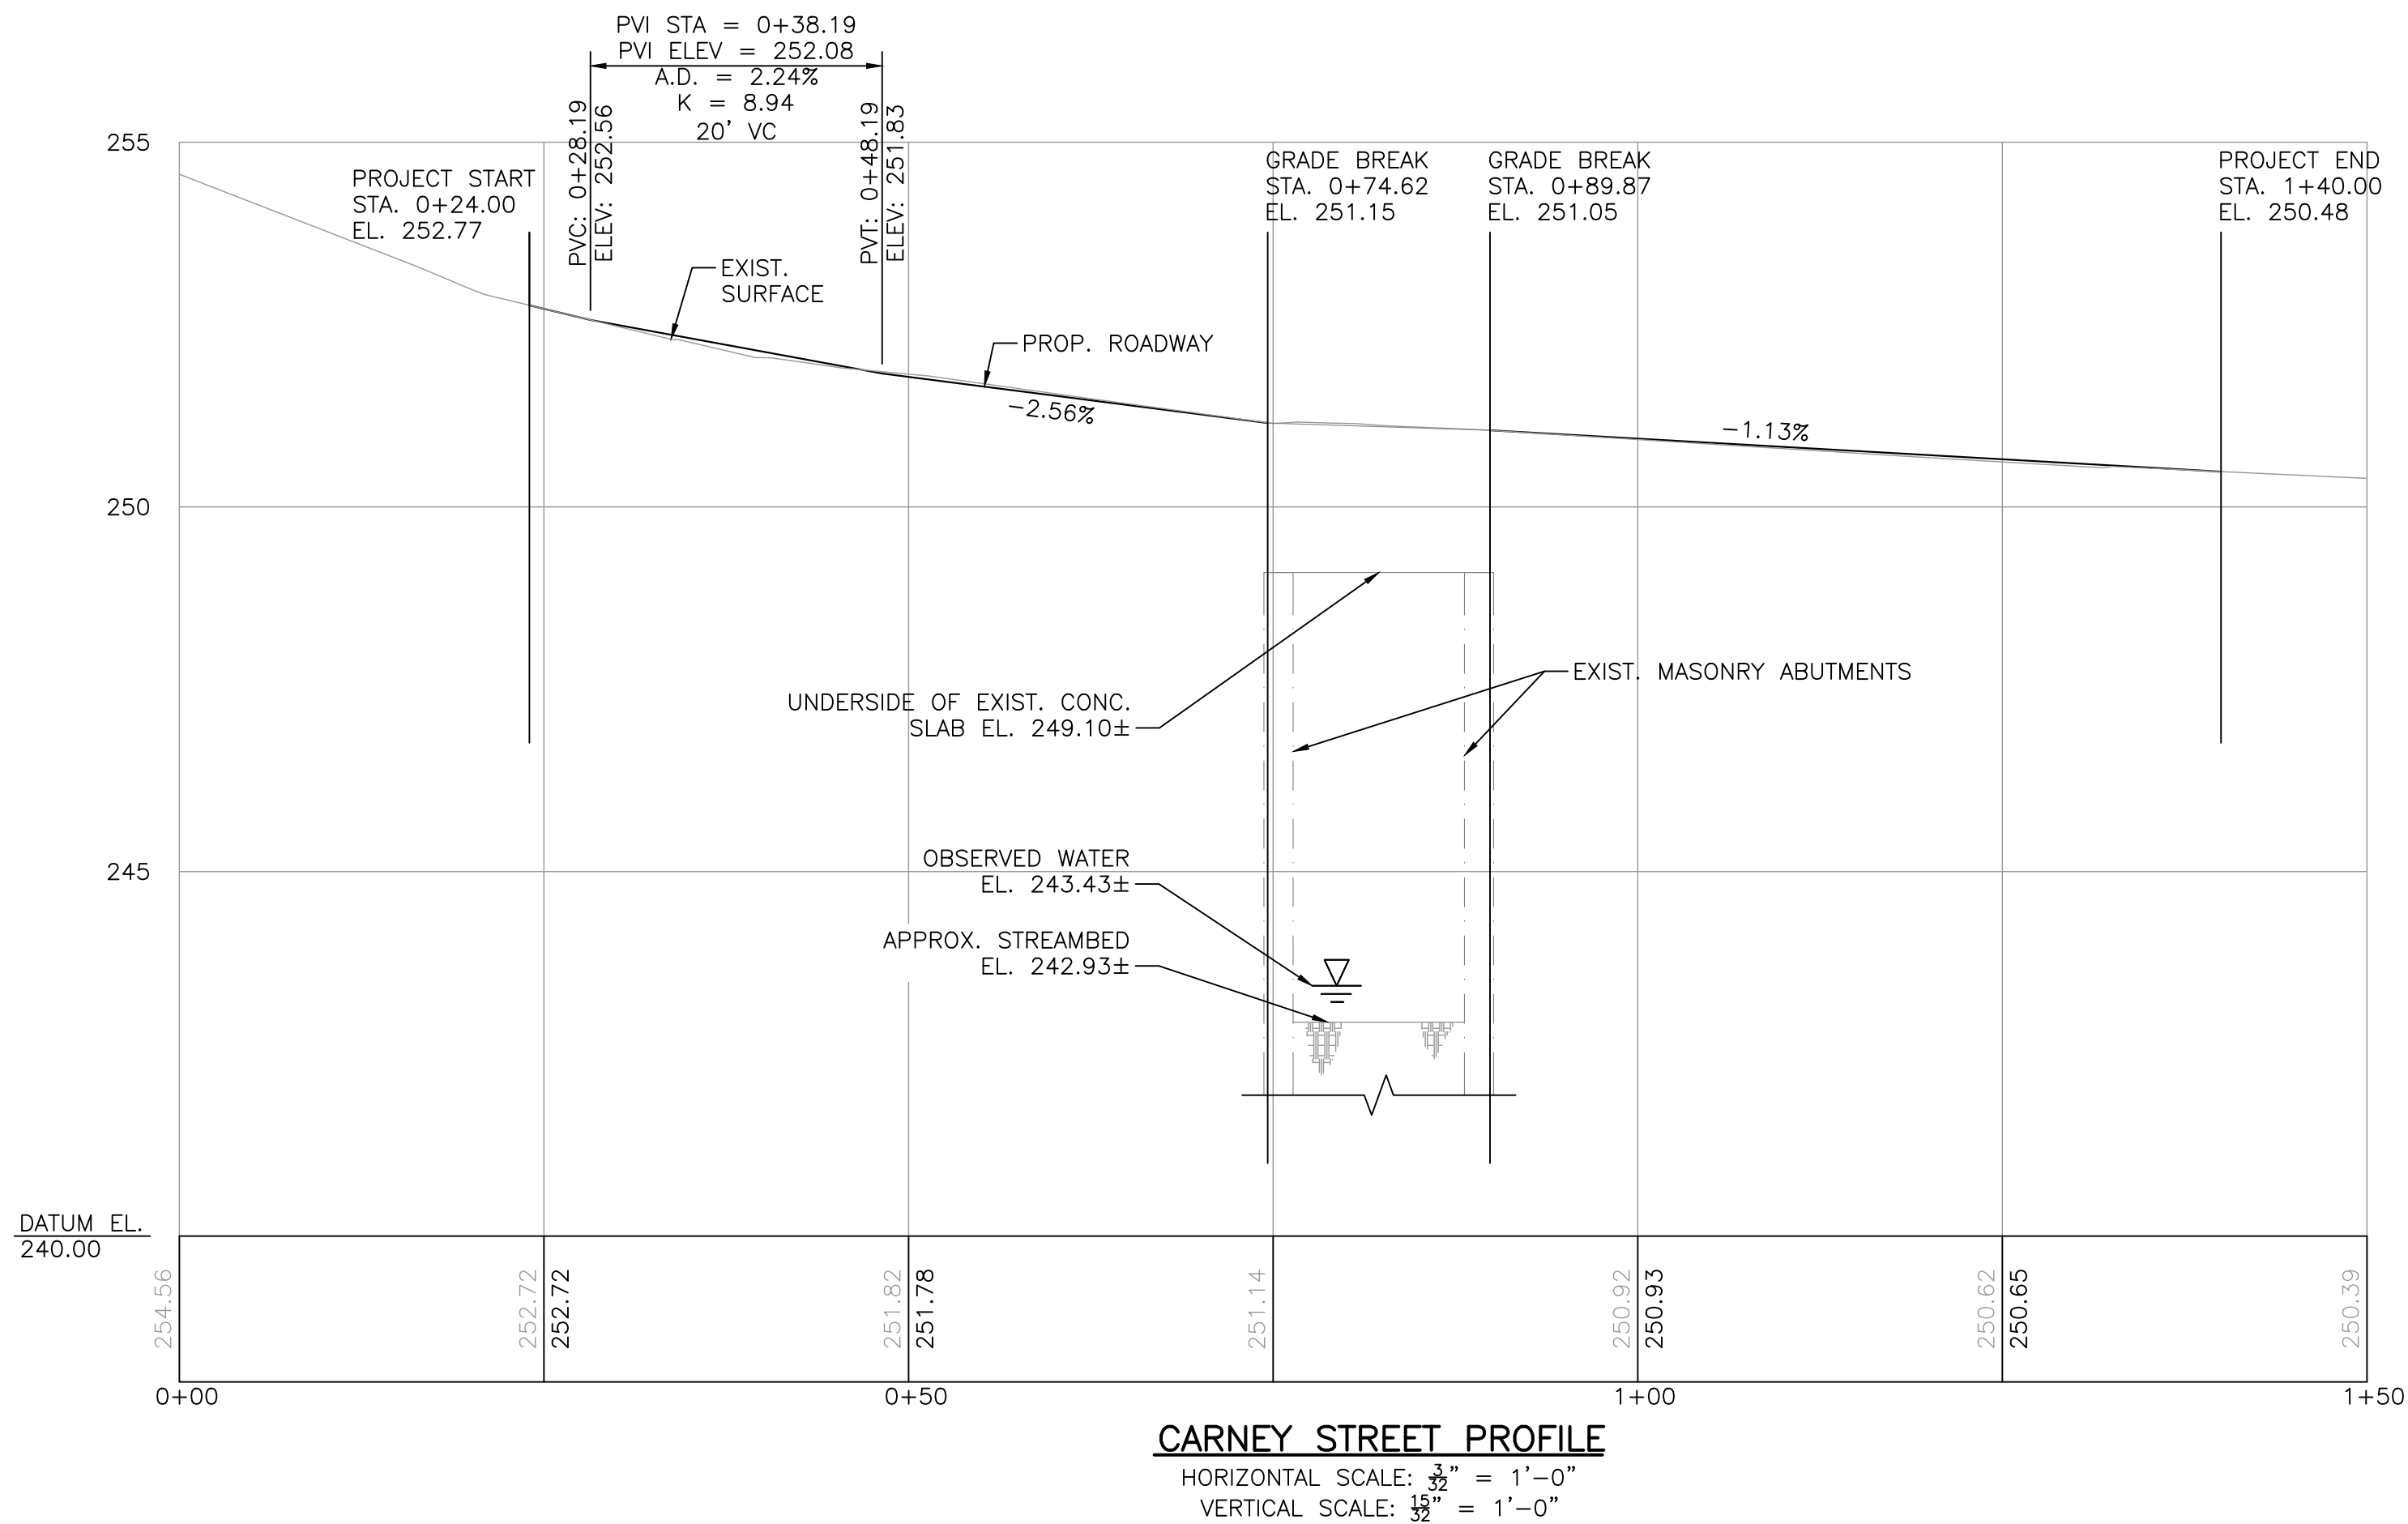 PVI STA = 0+38.19
PVI ELEV = 252.08
A.D. = 2.24%
K = 8.94
20' VC
PVC: 0+28.19
ELEV: 252.56
PVT: 0+48.19
ELEV: 251.83
255
PROJECT START
STA. 0+24.00
EL. 252.77
GRADE BREAK
STA. 0+74.62
EL. 251.15
GRADE BREAK
STA. 0+89.87
EL. 251.05
PROJECT END
STA. 1+40.00
EL. 250.48
EXIST.
SURFACE
PROP. ROADWAY
-2.56%
-1.13%
250
UNDERSIDE OF EXIST. CONC.
SLAB EL. 249.10±
EXIST. MASONRY ABUTMENTS
245
OBSERVED WATER
EL. 243.43±
APPROX. STREAMBED
EL. 242.93±
DATUM EL.
240.00
254.56
252.72
252.72
251.82
251.78
251.14
250.92
250.93
250.62
250.65
250.39
0+00
0+50
1+00
1+50
CARNEY STREET PROFILE
HORIZONTAL SCALE: 3/32" = 1'-0"
VERTICAL SCALE: 15/32" = 1'-0"